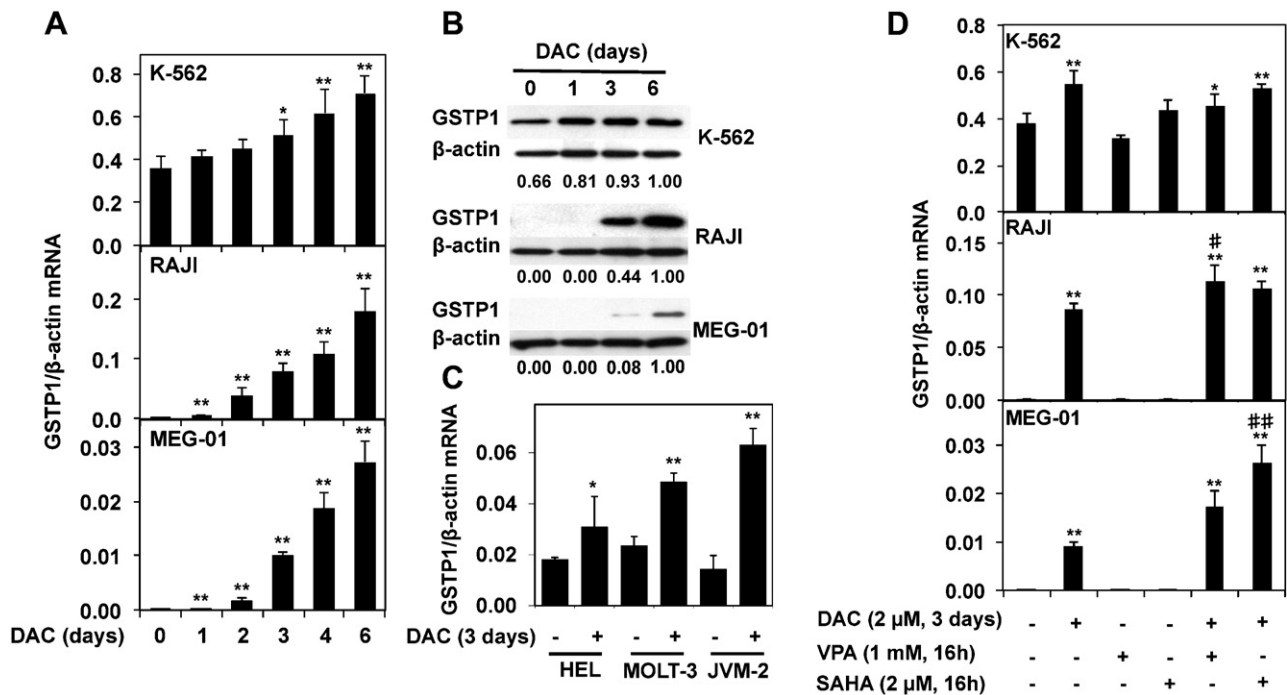 A
K-562
0.8
0.6
0.4
0.2
0.0
* ** **
RAJI
0.2
0.1
0.0
** ** ** ** **
MEG-01
0.03
0.02
0.01
0.00
** ** ** ** **
GSTP1/β-actin mRNA
DAC (days) 0 1 2 3 4 6
B
DAC (days)
0 1 3 6
GSTP1
β-actin
K-562
0.66 0.81 0.93 1.00
GSTP1
β-actin
RAJI
0.00 0.00 0.44 1.00
GSTP1
β-actin
MEG-01
0.00 0.00 0.08 1.00
C
GSTP1/β-actin mRNA
0.06
0.04
0.02
0.00
* ** **
DAC (3 days) - + - + - +
HEL MOLT-3 JVM-2
D
K-562
0.8
0.6
0.4
0.2
0.0
** * **
RAJI
0.15
0.10
0.05
0.00
#
** ** **
MEG-01
0.03
0.02
0.01
0.00
##
** ** **
GSTP1/β-actin mRNA
DAC (2 μM, 3 days) - + - - + +
VPA (1 mM, 16h) - - + - + -
SAHA (2 μM, 16h) - - - + - +